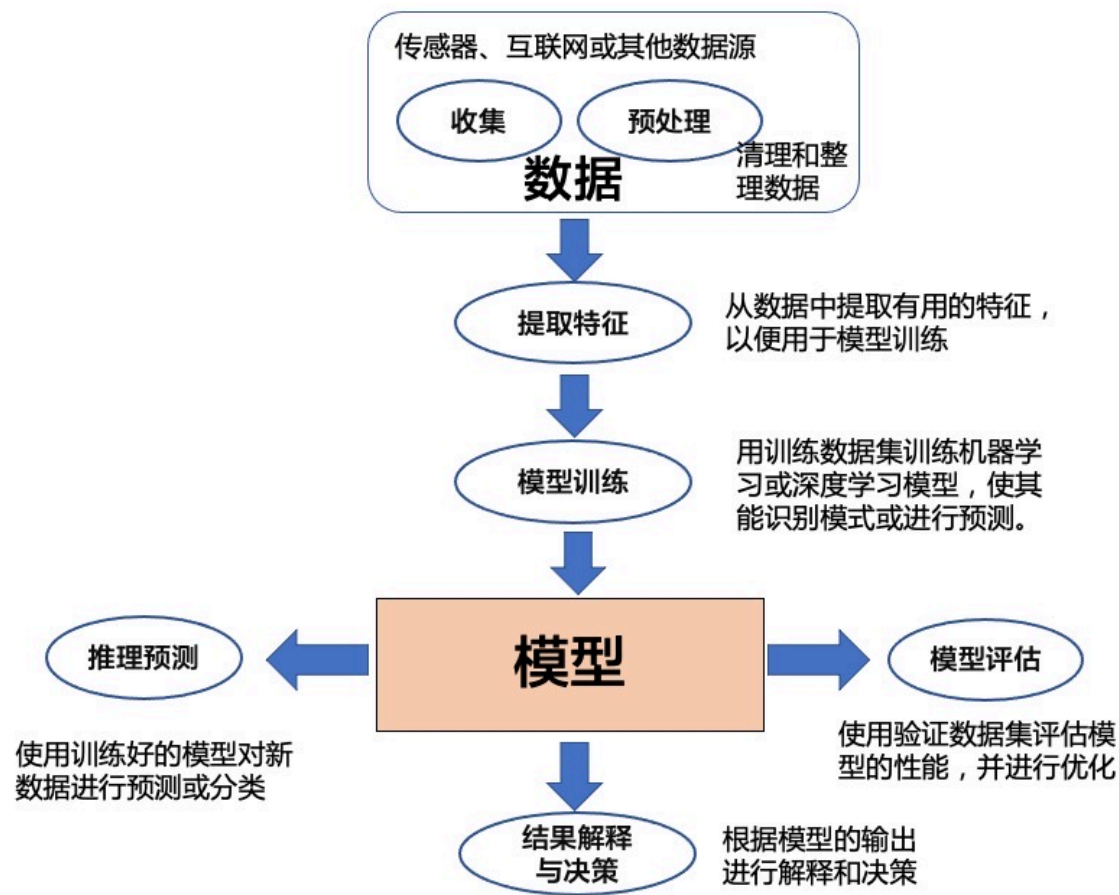 传感器、互联网或其他数据源
收集
预处理
数据
清理和整
理数据
提取特征
从数据中提取有用的特征，
以便用于模型训练
模型训练
用训练数据集训练机器学
习或深度学习模型，使其
能识别模式或进行预测。
推理预测
模型
模型评估
使用训练好的模型对新
数据进行预测或分类
使用验证数据集评估模
型的性能，并进行优化
结果解释
与决策
根据模型的输出
进行解释和决策